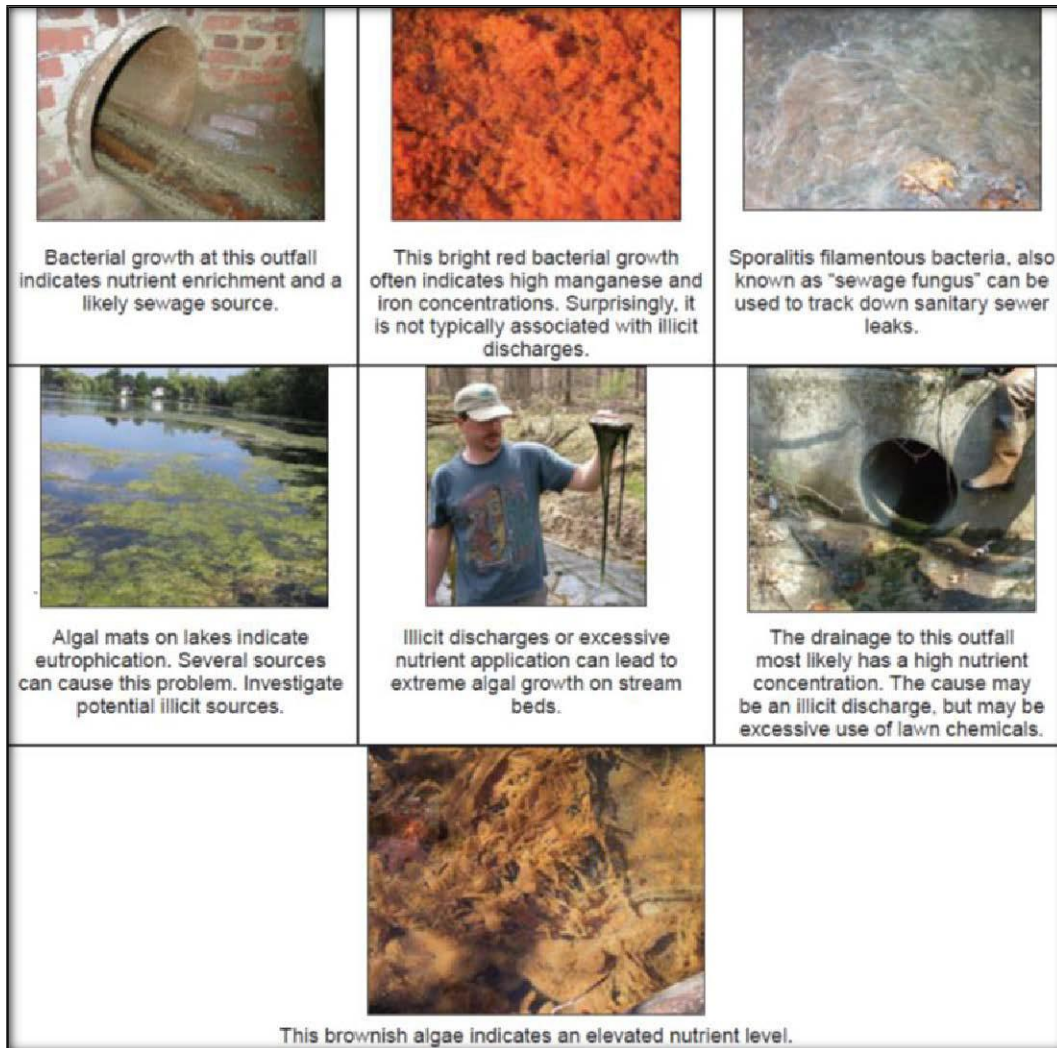 Bacterial growth at this outfall
indicates nutrient enrichment and a
likely sewage source.
This bright red bacterial growth
often indicates high manganese and
iron concentrations. Surprisingly, it
is not typically associated with illicit
discharges.
Sporalitis filamentous bacteria, also
known as “sewage fungus” can be
used to track down sanitary sewer
leaks.
Algal mats on lakes indicate
eutrophication. Several sources
can cause this problem. Investigate
potential illicit sources.
Illicit discharges or excessive
nutrient application can lead to
extreme algal growth on stream
beds.
The drainage to this outfall
most likely has a high nutrient
concentration. The cause may
be an illicit discharge, but may be
excessive use of lawn chemicals.
This brownish algae indicates an elevated nutrient level.